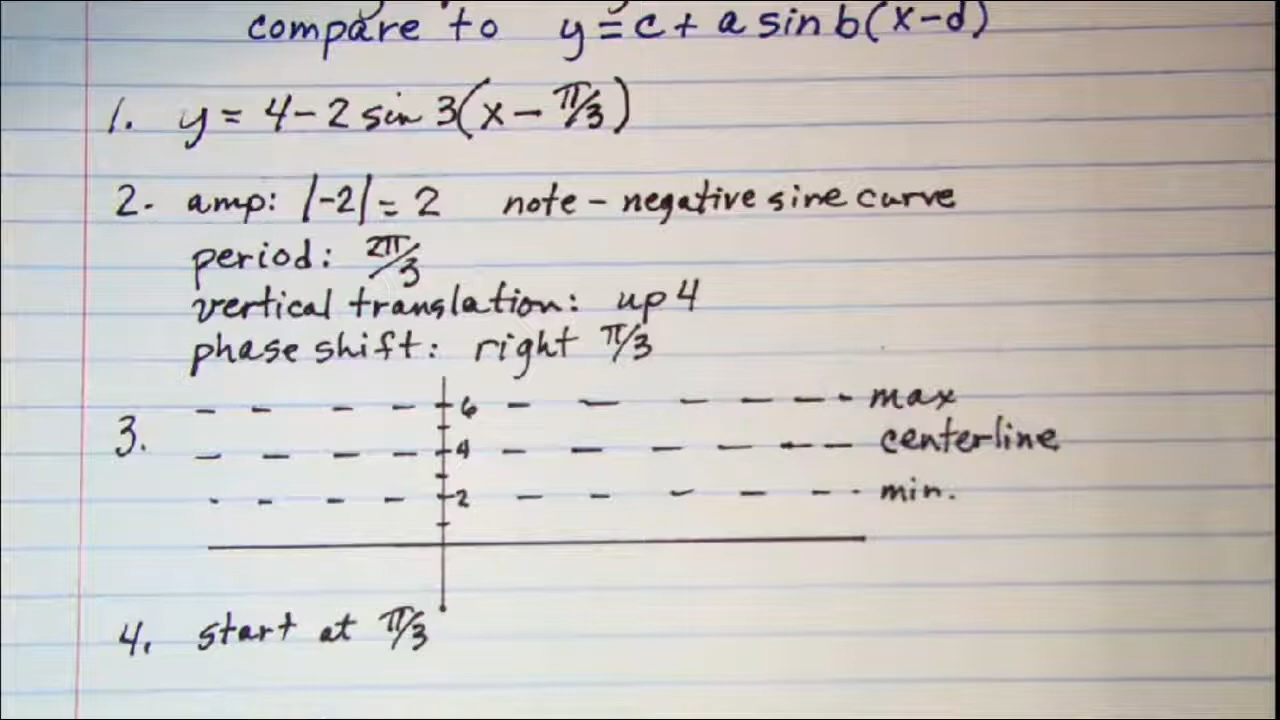 compare to y = c + a sin b(x-d)
1. y = 4 - 2 sin 3(x - π/3)
2. amp: |-2| = 2 note - negative sine curve
period: 2π/3
vertical translation: up 4
phase shift: right π/3
3.
6 max
4 centerline
2 min.
4. start at π/3